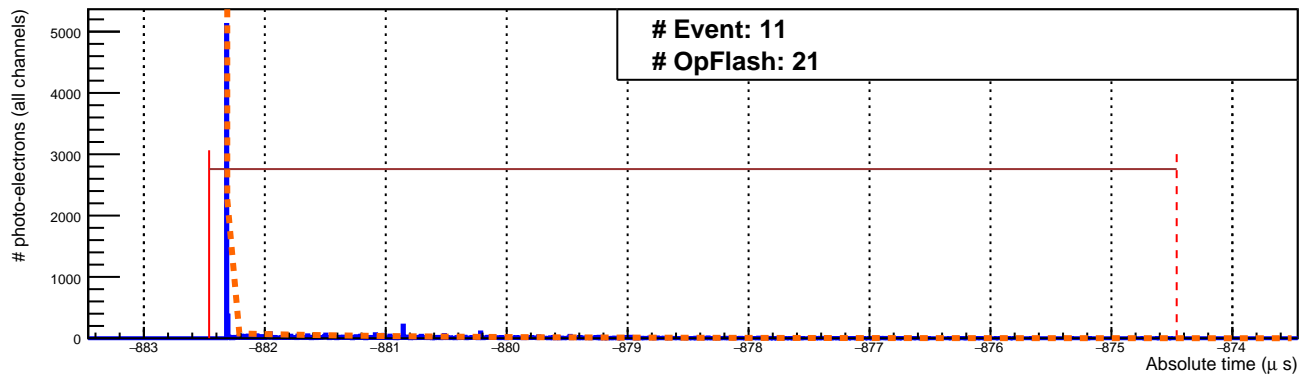 # Event: 11
# OpFlash: 21
# photo-electrons (all channels)
5000
4000
3000
2000
1000
0
−883 −882 −881 −880 −879 −878 −877 −876 −875 −874
Absolute time (μ s)